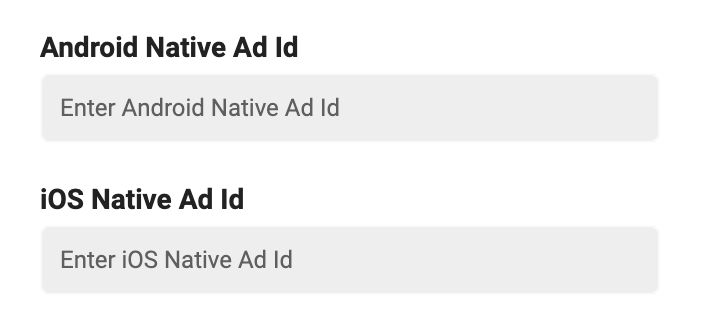 Android Native Ad Id
Enter Android Native Ad Id
iOS Native Ad Id
Enter iOS Native Ad Id